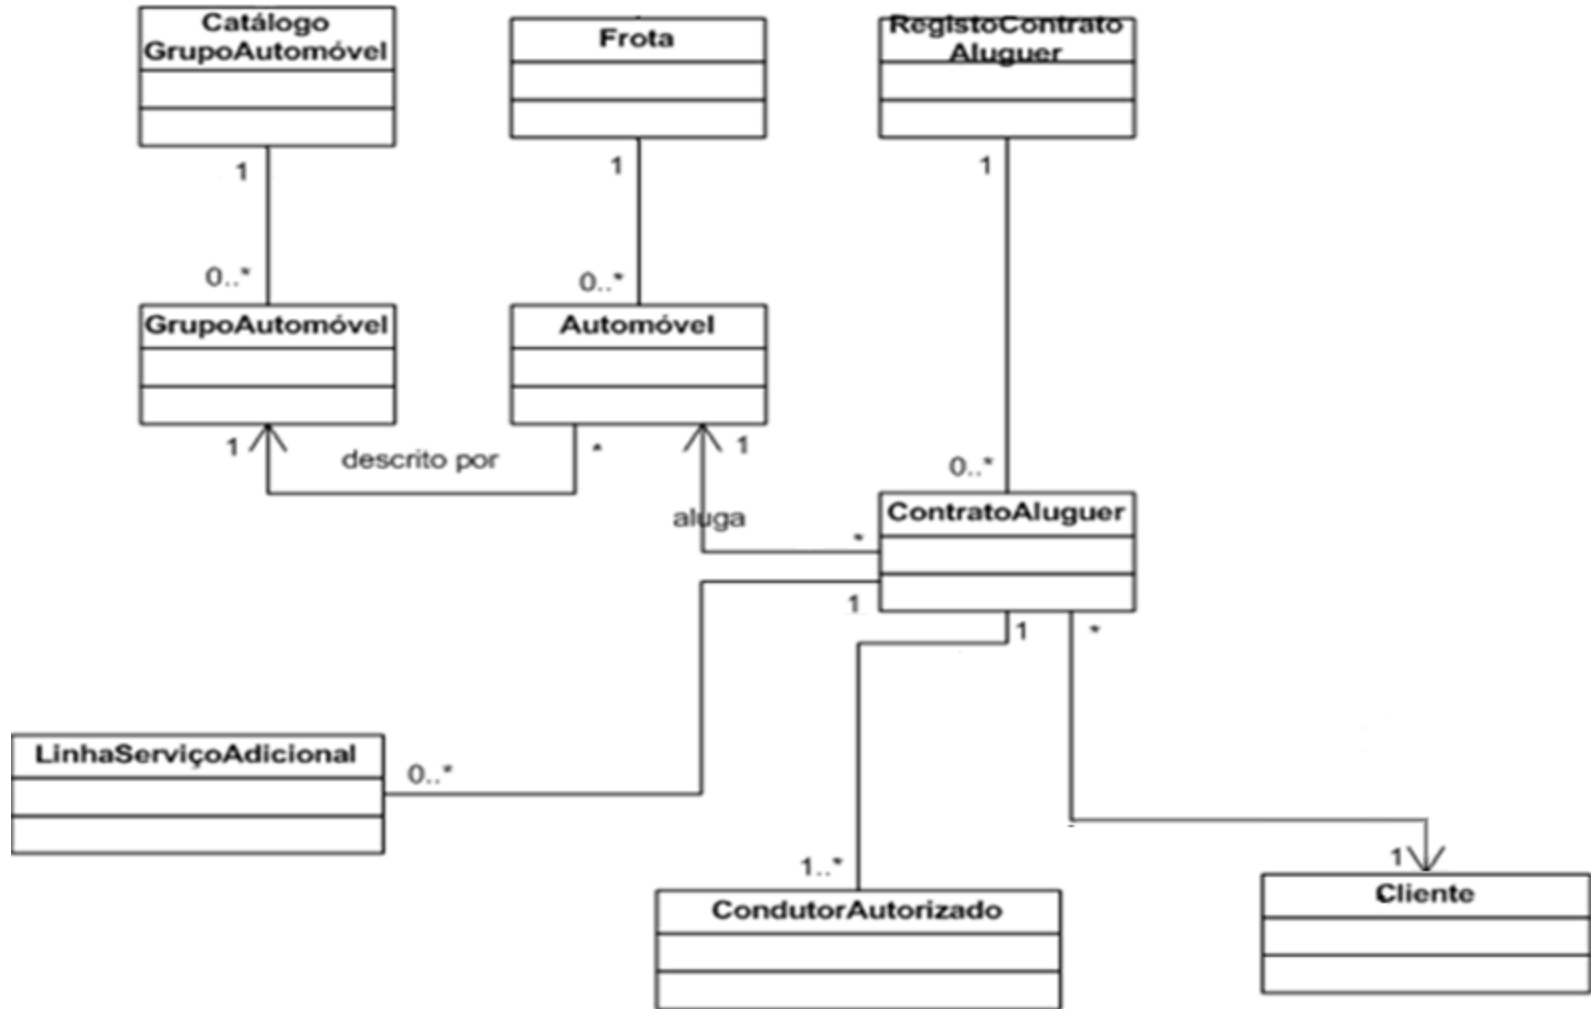 Catálogo
GrupoAutomóvel
Frota
RegistoContrato
Aluguer
1
1
1
0..*
0..*
GrupoAutomóvel
Automóvel
1
descrito por
*
1
0..*
aluga
ContratoAluguer
*
1
1
*
LinhaServiçoAdicional
0..*
1..*
1
CondutorAutorizado
Cliente